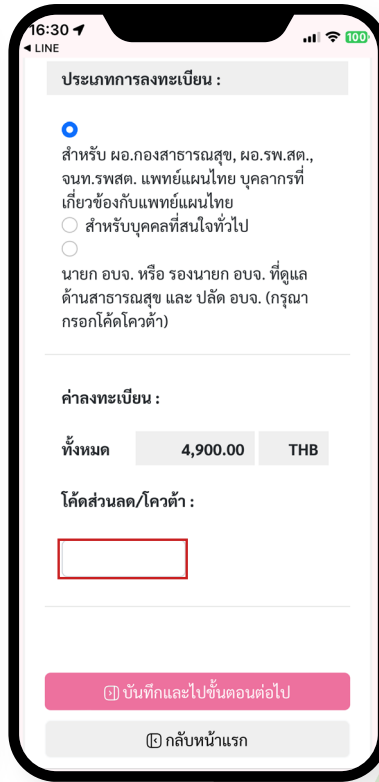 16:30
100
LINE
ประเภทการลงทะเบียน :
สำหรับ ผอ.กองสาธารณสุข, ผอ.รพ.สต.,
จนท.รพสต. แพทย์แผนไทย บุคลากรที่
เกี่ยวข้องกับแพทย์แผนไทย
สำหรับบุคคลที่สนใจทั่วไป
นายก อบจ. หรือ รองนายก อบจ. ที่ดูแล
ด้านสาธารณสุข และ ปลัด อบจ. (กรุณา
กรอกโค้ดโควต้า)
ค่าลงทะเบียน :
ทั้งหมด 4,900.00 THB
โค้ดส่วนลด/โควต้า :
บันทึกและไปขั้นตอนต่อไป
กลับหน้าแรก